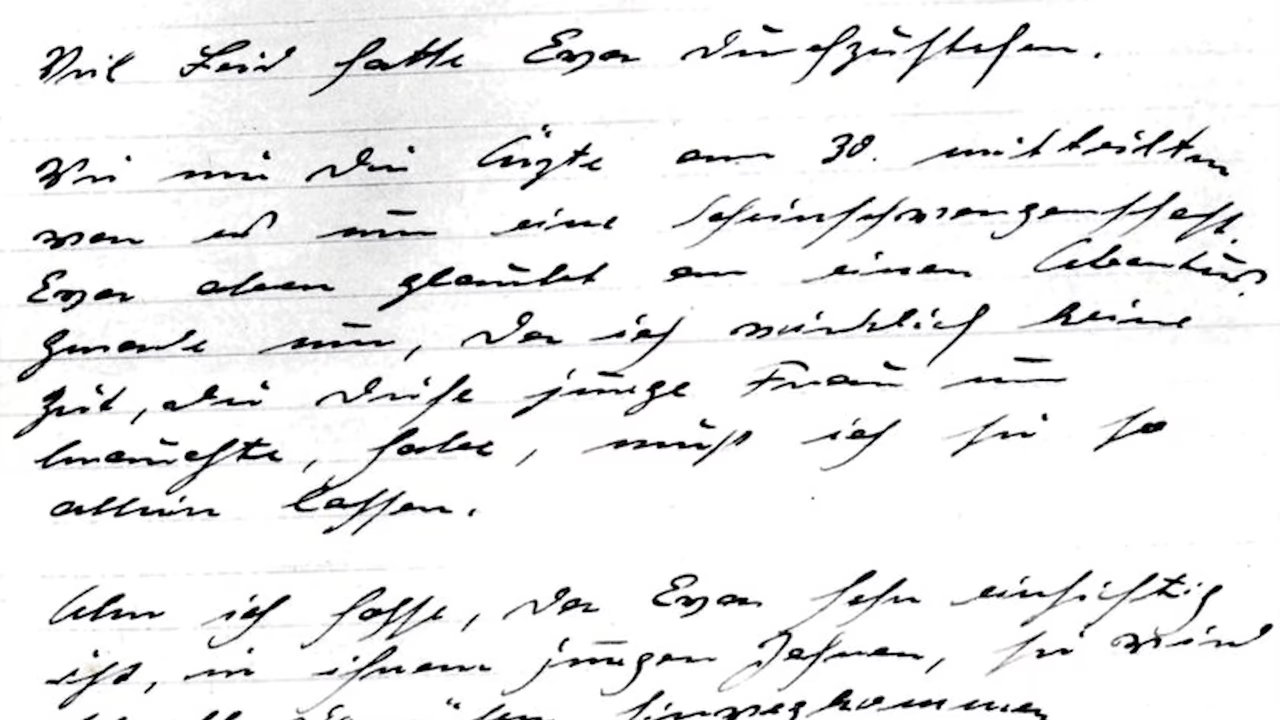 Viel Leid hatte Eva durchzustehen.
Wie mir die Ärzte am 30. mitteilten
war es nur eine Scheinschwangerschaft.
Eva aber glaubt an einen Abortus.
Gerade nun, da ich wirklich keine
Zeit, die diese junge Frau nun
brauchte, habe, muß ich sie so
allein lassen.
Aber ich hoffe, da Eva sehr einsichtig
ist, in ihren jungen Jahren, sie wird
hinwegkommen